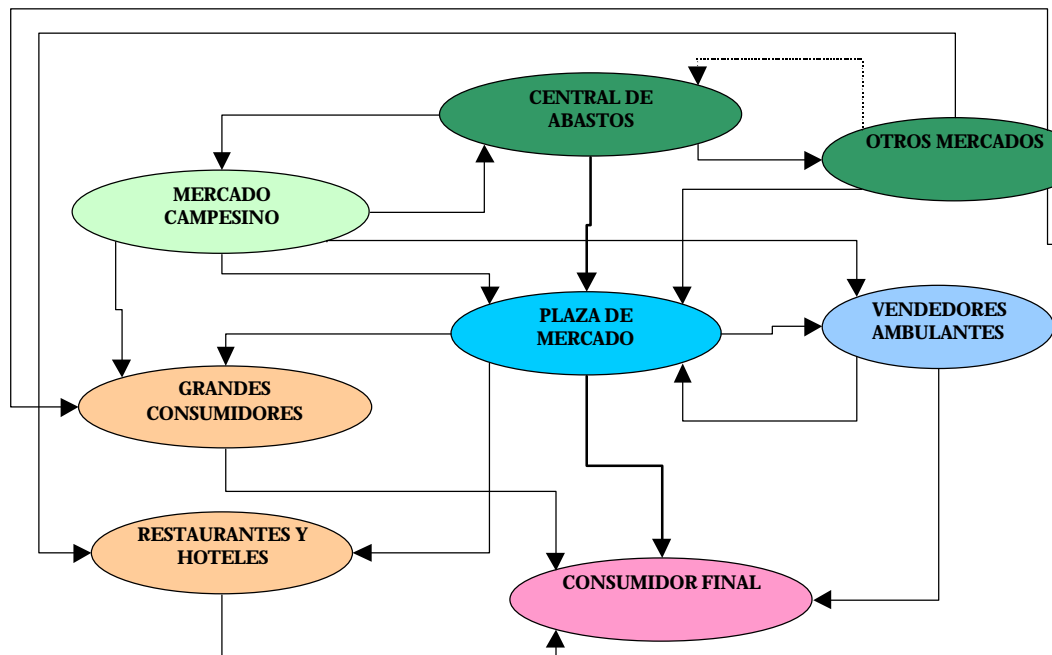 CENTRAL DE
ABASTOS
OTROS MERCADOS
MERCADO
CAMPESINO
PLAZA DE
MERCADO
VENDEDORES
AMBULANTES
GRANDES
CONSUMIDORES
RESTAURANTES Y
HOTELES
CONSUMIDOR FINAL